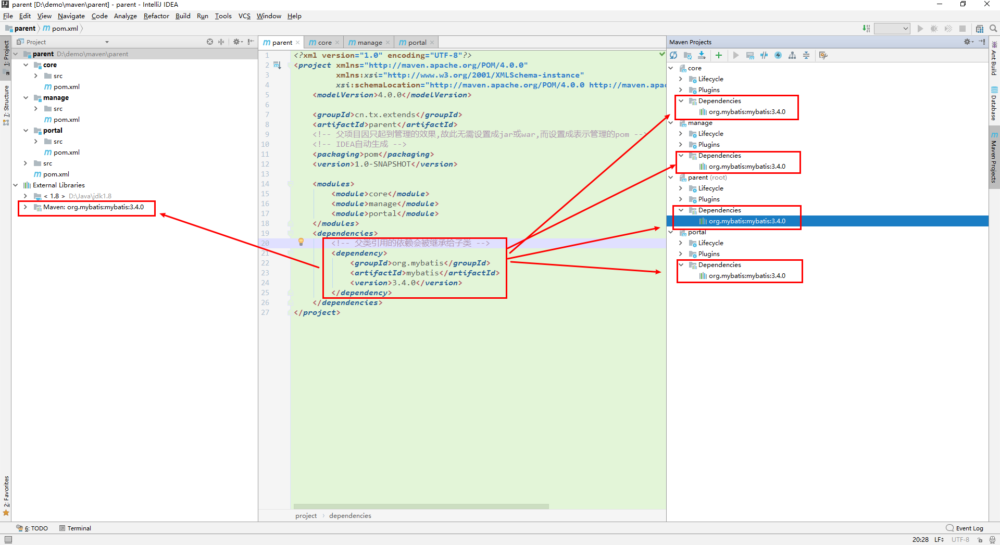 parent [D:\demo\maven\parent] - parent - IntelliJ IDEA
File Edit View Navigate Code Analyze Refactor Build Run Tools VCS Window Help
parent pom.xml
1: Project
7: Structure
2: Favorites
Project
parent D:\demo\maven\parent
core
src
pom.xml
manage
src
pom.xml
portal
src
pom.xml
src
pom.xml
External Libraries
< 1.8 > D:\Java\jdk1.8
Maven: org.mybatis:mybatis:3.4.0
parent core manage portal
1 <?xml version="1.0" encoding="UTF-8"?>
2 <project xmlns="http://maven.apache.org/POM/4.0.0"
3 xmlns:xsi="http://www.w3.org/2001/XMLSchema-instance"
4 xsi:schemaLocation="http://maven.apache.org/POM/4.0.0 http://maven.apac
5 <modelVersion>4.0.0</modelVersion>
6
7 <groupId>cn.tx.extends</groupId>
8 <artifactId>parent</artifactId>
9 <!-- 父项目因只起到管理的效果,故此无需设置成jar或war,而设置成表示管理的pom -->
10 <!-- IDEA自动生成 -->
11 <packaging>pom</packaging>
12 <version>1.0-SNAPSHOT</version>
13
14 <modules>
15 <module>core</module>
16 <module>manage</module>
17 <module>portal</module>
18 </modules>
19 <dependencies>
20 <!-- 父类引用的依赖会被继承给子类 -->
21 <dependency>
22 <groupId>org.mybatis</groupId>
23 <artifactId>mybatis</artifactId>
24 <version>3.4.0</version>
25 </dependency>
26 </dependencies>
27 </project>
project › dependencies
Maven Projects
core
Lifecycle
Plugins
Dependencies
org.mybatis:mybatis:3.4.0
manage
Lifecycle
Plugins
Dependencies
org.mybatis:mybatis:3.4.0
parent (root)
Lifecycle
Plugins
Dependencies
org.mybatis:mybatis:3.4.0
portal
Lifecycle
Plugins
Dependencies
org.mybatis:mybatis:3.4.0
Ant Build
Database
Maven Projects
6: TODO Terminal Event Log
20:28 LF UTF-8